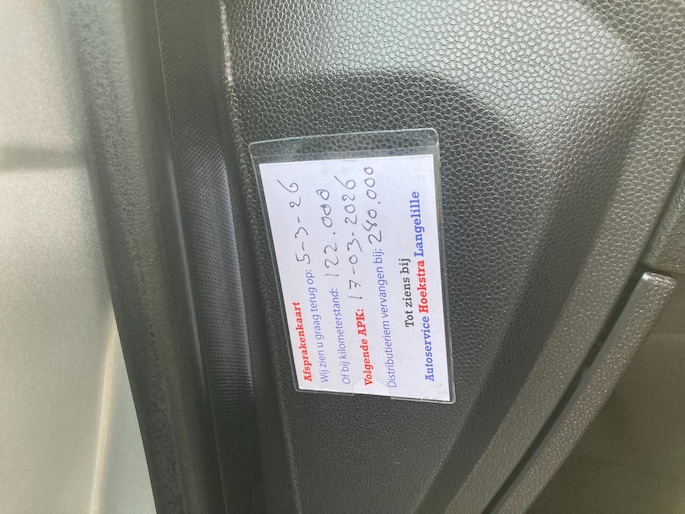 Afsprakenkaart
Wij zien u graag terug op: 5-3-26
Of bij kilometerstand: 122.000
Volgende APK: 17-03-2026
Distributieriem vervangen bij: 240.000
Tot ziens bij
Autoservice Hoekstra Langelille